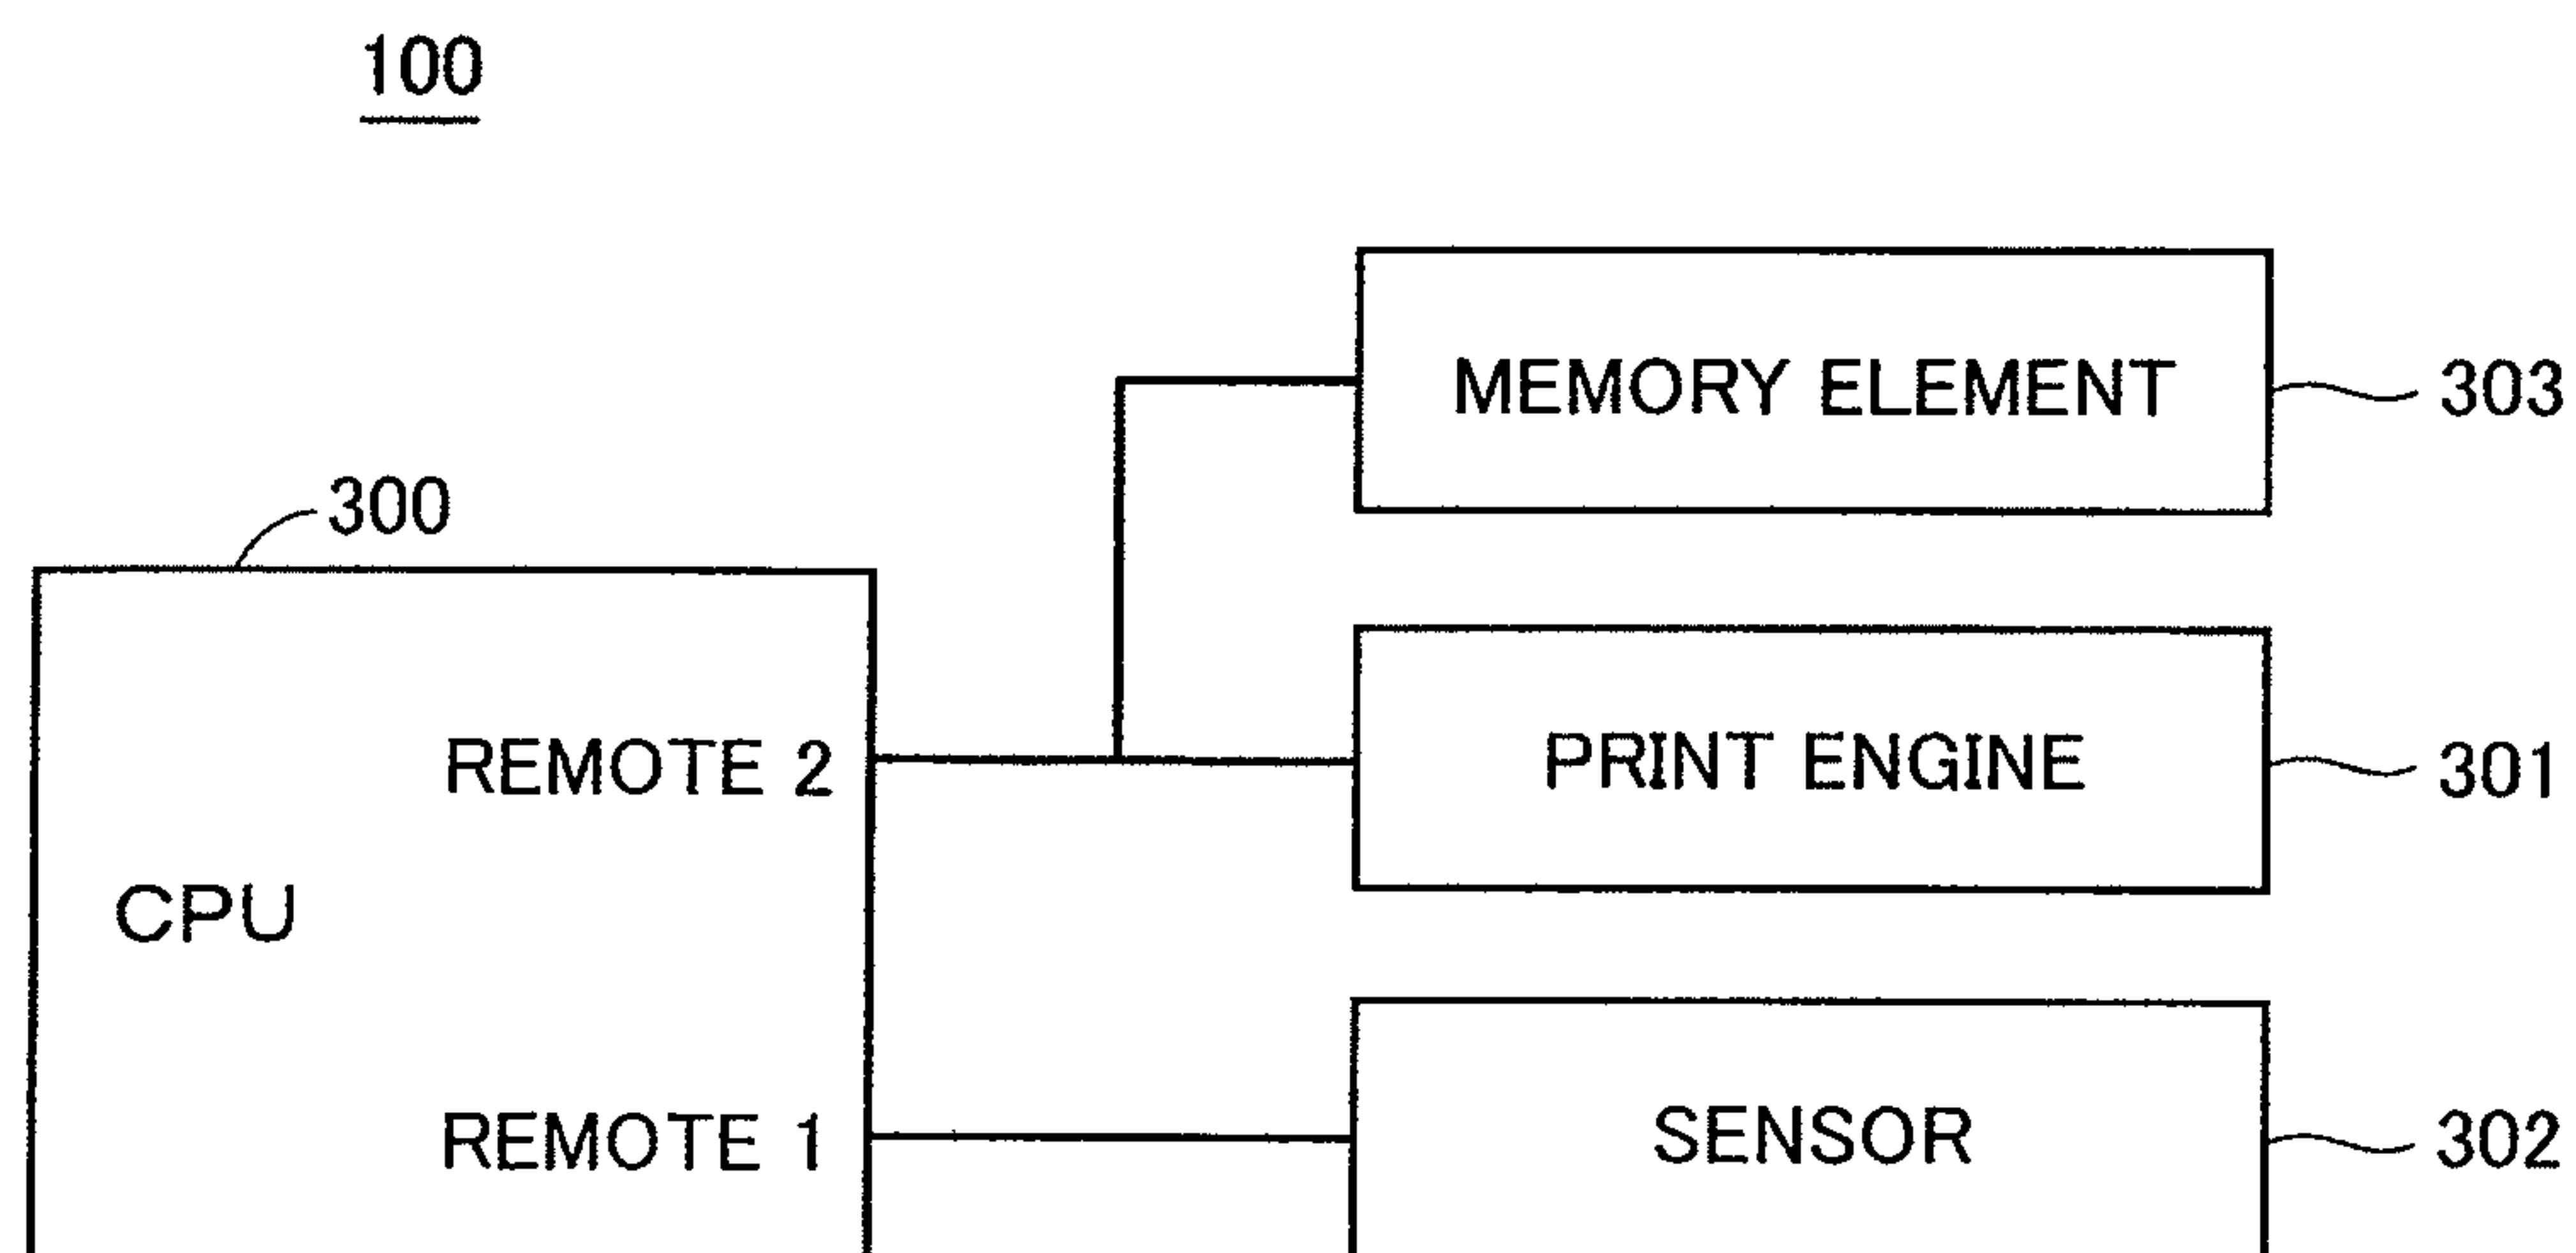 100
MEMORY ELEMENT
303
300
REMOTE 2
PRINT ENGINE
301
CPU
REMOTE 1
SENSOR
302